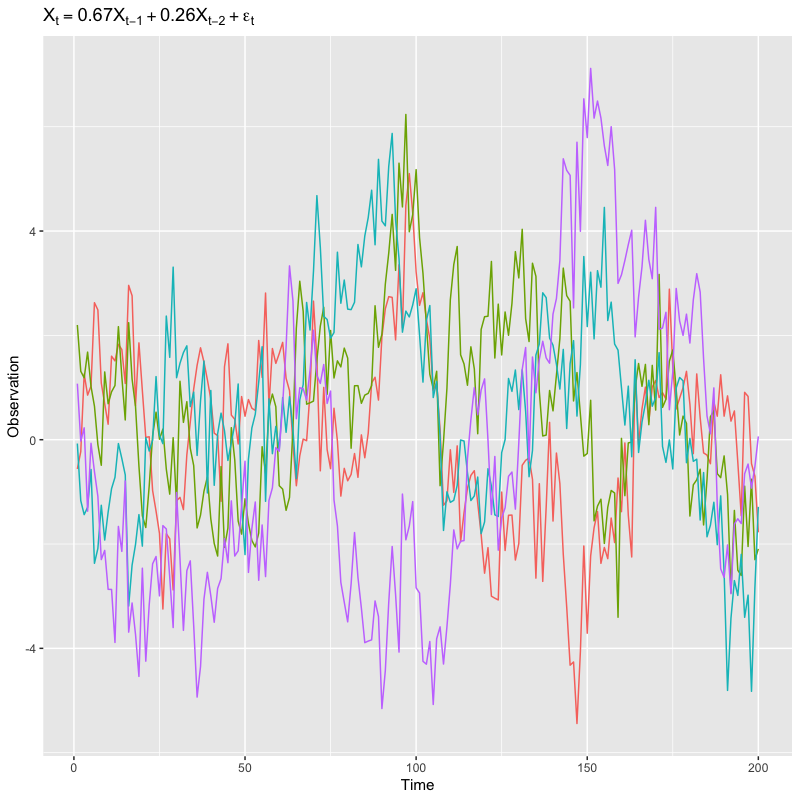 Xₜ = 0.67Xₜ₋₁ + 0.26Xₜ₋₂ + εₜ
Observation
4
0
-4
0
50
100
150
200
Time